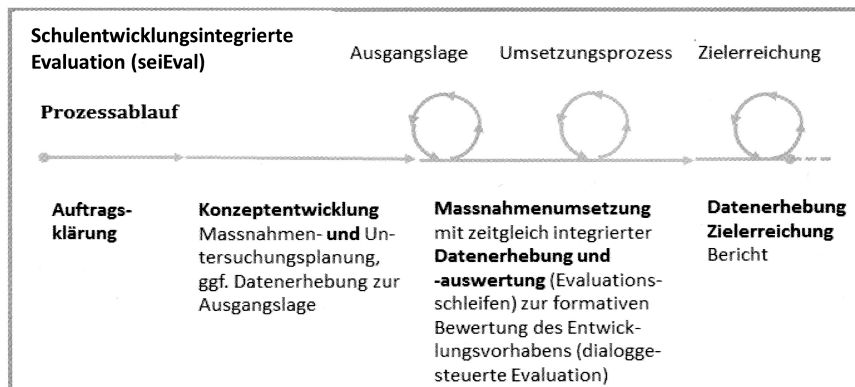 Schulentwicklungsintegrierte
Evaluation (seiEval)
Ausgangslage
Umsetzungsprozess
Zielerreichung
Prozessablauf
Auftrags-
klärung
Konzeptentwicklung
Massnahmen- und Un-
tersuchungsplanung,
ggf. Datenerhebung zur
Ausgangslage
Massnahmenumsetzung
mit zeitgleich integrierter
Datenerhebung und
-auswertung (Evaluations-
schleifen) zur formativen
Bewertung des Entwick-
lungsvorhabens (dialogge-
steuerte Evaluation)
Datenerhebung
Zielerreichung
Bericht